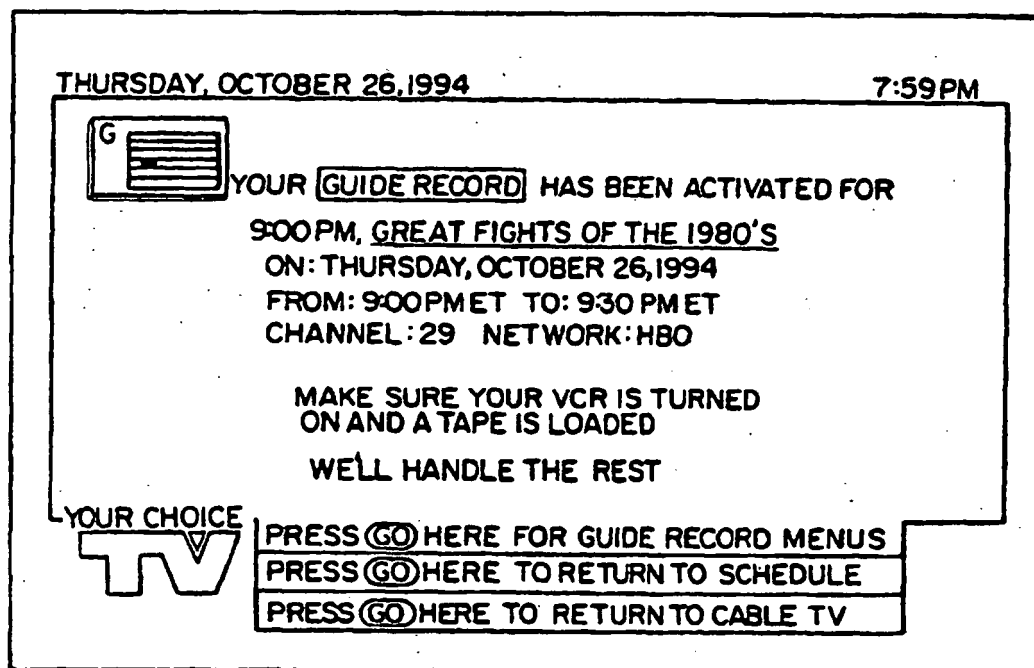 THURSDAY, OCTOBER 26,1994 7:59PM
G
YOUR GUIDE RECORD HAS BEEN ACTIVATED FOR
9:00PM, GREAT FIGHTS OF THE 1980'S
ON: THURSDAY, OCTOBER 26,1994
FROM: 9:00PM ET TO: 9:30 PM ET
CHANNEL: 29 NETWORK: HBO
MAKE SURE YOUR VCR IS TURNED
ON AND A TAPE IS LOADED
WE'LL HANDLE THE REST
YOUR CHOICE
TV
PRESS GO HERE FOR GUIDE RECORD MENUS
PRESS GO HERE TO RETURN TO SCHEDULE
PRESS GO HERE TO RETURN TO CABLE TV